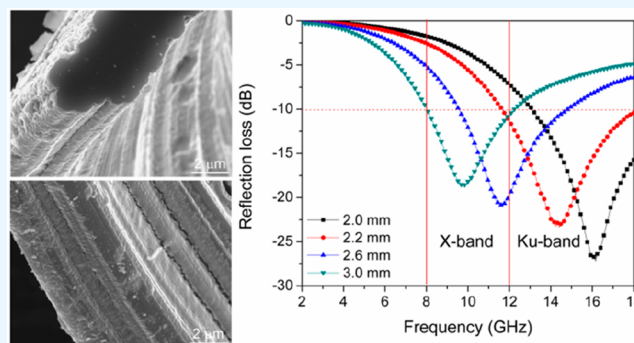 2 μm
2 μm
Reflection loss (dB)
0
-5
-10
-15
-20
-25
-30
2.0 mm
2.2 mm
2.6 mm
3.0 mm
X-band
Ku-band
2 4 6 8 10 12 14 16 18
Frequency (GHz)